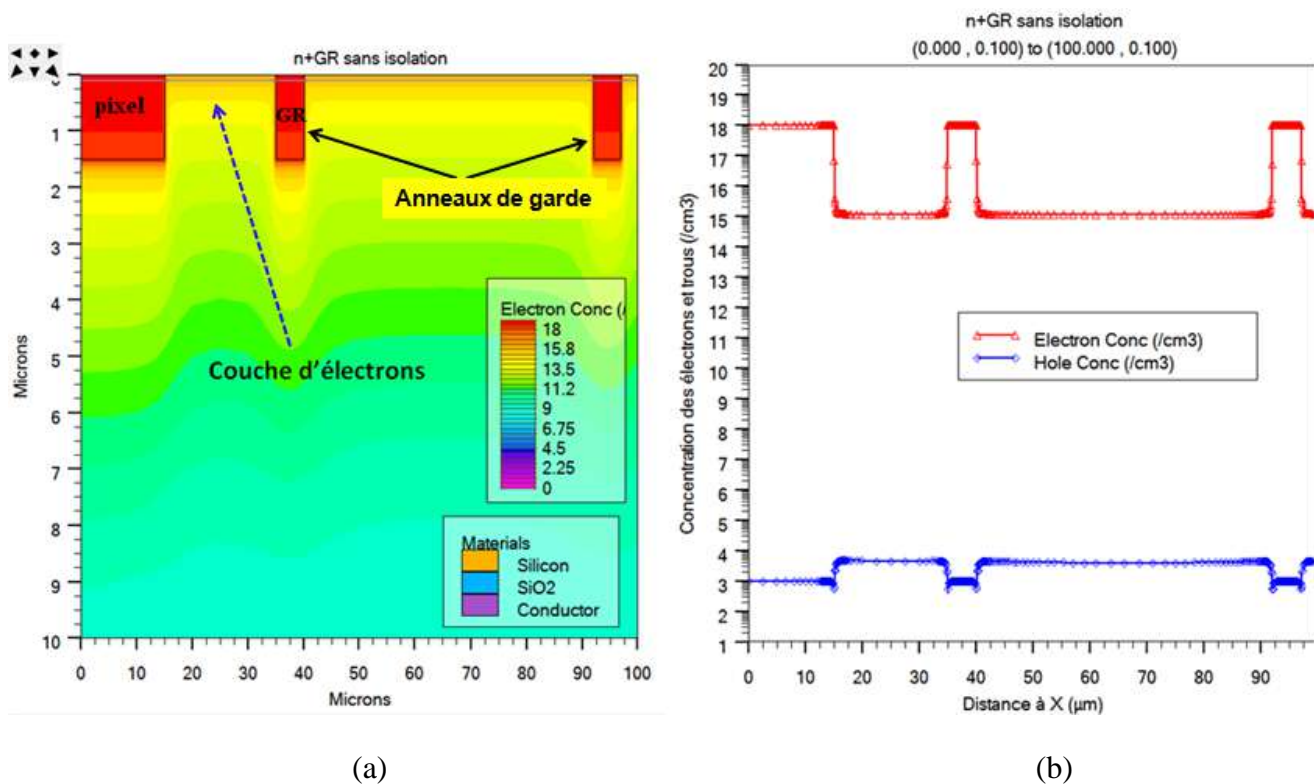 n+GR sans isolation
pixel
GR
Anneaux de garde
Couche d'électrons
Electron Conc (/
18
15.8
13.5
11.2
9
6.75
4.5
2.25
0
Materials
Silicon
SiO2
Conductor
1
2
3
4
5
6
7
8
9
10
Microns
0 10 20 30 40 50 60 70 80 90 100
Microns
(a)
n+GR sans isolation
(0.000 , 0.100) to (100.000 , 0.100)
20
19
18
17
16
15
14
13
12
11
10
9
8
7
6
5
4
3
2
1
Concentration des électrons et trous (/cm3)
Electron Conc (/cm3)
Hole Conc (/cm3)
0 10 20 30 40 50 60 70 80 90
Distance à X (µm)
(b)